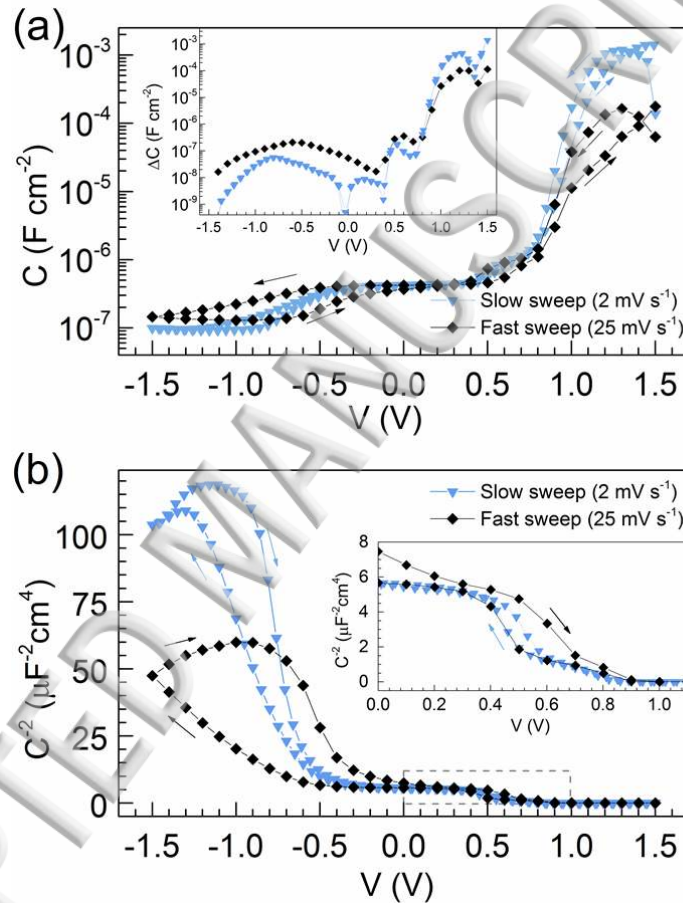 (a)
C (F cm⁻²)
10⁻³
10⁻⁴
10⁻⁵
10⁻⁶
10⁻⁷
ΔC (F cm⁻²)
10⁻³
10⁻⁴
10⁻⁵
10⁻⁶
10⁻⁷
10⁻⁸
10⁻⁹
-1.5 -1.0 -0.5 0.0 0.5 1.0 1.5
V (V)
Slow sweep (2 mV s⁻¹)
Fast sweep (25 mV s⁻¹)
-1.5 -1.0 -0.5 0.0 0.5 1.0 1.5
V (V)
(b)
C⁻² (µF⁻²cm⁴)
100
75
50
25
0
Slow sweep (2 mV s⁻¹)
Fast sweep (25 mV s⁻¹)
C⁻² (µF⁻²cm⁴)
8
6
4
2
0
0.0 0.2 0.4 0.6 0.8 1.0
V (V)
-1.5 -1.0 -0.5 0.0 0.5 1.0 1.5
V (V)
PTED MANUSCRI